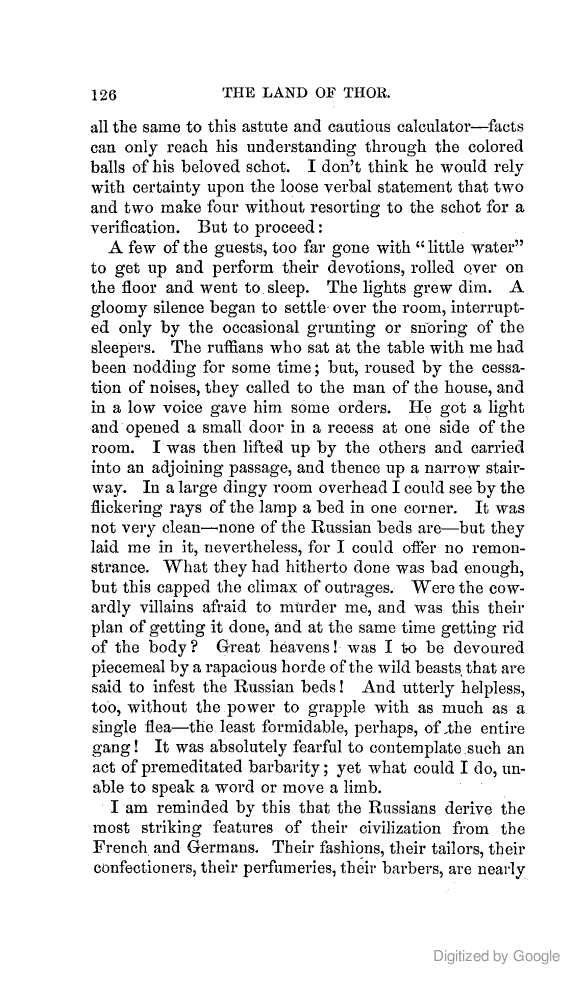 126 THE LAND OF THOR.
all the same to this astute and cautious calculator—facts
can only reach his understanding through the colored
balls of his beloved schot. I don't think he would rely
with certainty upon the loose verbal statement that two
and two make four without resorting to the schot for a
verification. But to proceed:
A few of the guests, too far gone with "little water"
to get up and perform their devotions, rolled over on
the floor and went to sleep. The lights grew dim. A
gloomy silence began to settle over the room, interrupt-
ed only by the occasional grunting or snoring of the
sleepers. The ruffians who sat at the table with me had
been nodding for some time; but, roused by the cessa-
tion of noises, they called to the man of the house, and
in a low voice gave him some orders. He got a light
and opened a small door in a recess at one side of the
room. I was then lifted up by the others and carried
into an adjoining passage, and thence up a narrow stair-
way. In a large dingy room overhead I could see by the
flickering rays of the lamp a bed in one corner. It was
not very clean—none of the Russian beds are—but they
laid me in it, nevertheless, for I could offer no remon-
strance. What they had hitherto done was bad enough,
but this capped the climax of outrages. Were the cow-
ardly villains afraid to murder me, and was this their
plan of getting it done, and at the same time getting rid
of the body? Great heavens! was I to be devoured
piecemeal by a rapacious horde of the wild beasts that are
said to infest the Russian beds! And utterly helpless,
too, without the power to grapple with as much as a
single flea—the least formidable, perhaps, of the entire
gang! It was absolutely fearful to contemplate such an
act of premeditated barbarity; yet what could I do, un-
able to speak a word or move a limb.
I am reminded by this that the Russians derive the
most striking features of their civilization from the
French and Germans. Their fashions, their tailors, their
confectioners, their perfumeries, their barbers, are nearly
Digitized by Google